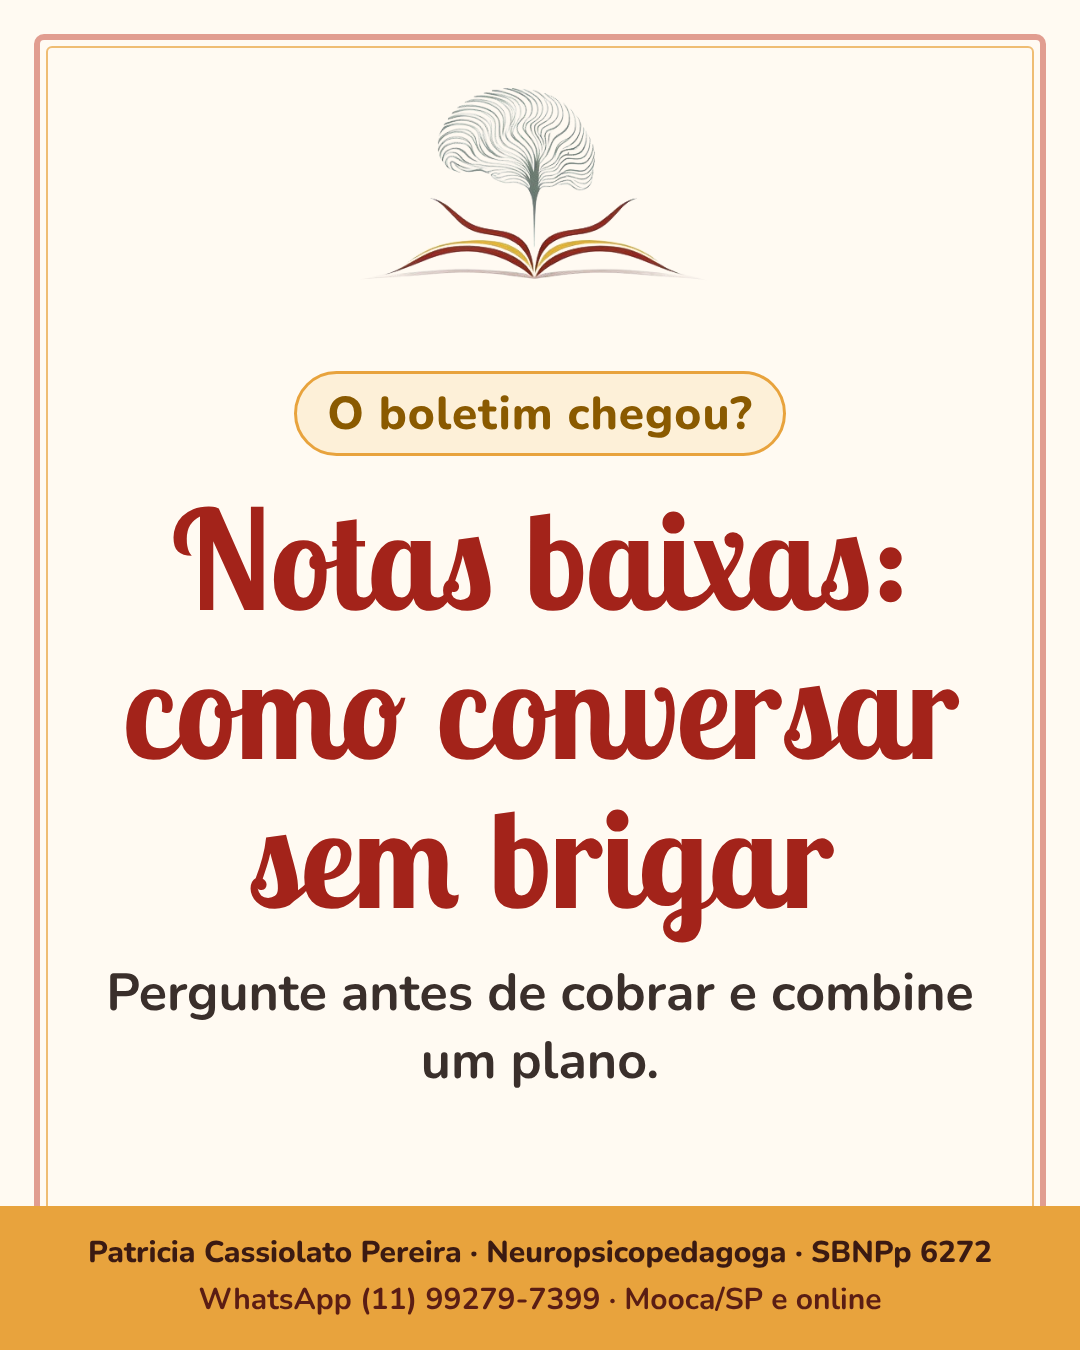 O boletim chegou?
Notas baixas:
como conversar
sem brigar
Pergunte antes de cobrar e combine
um plano.
Patricia Cassiolato Pereira · Neuropsicopedagoga · SBNPp 6272
WhatsApp (11) 99279-7399 · Mooca/SP e online